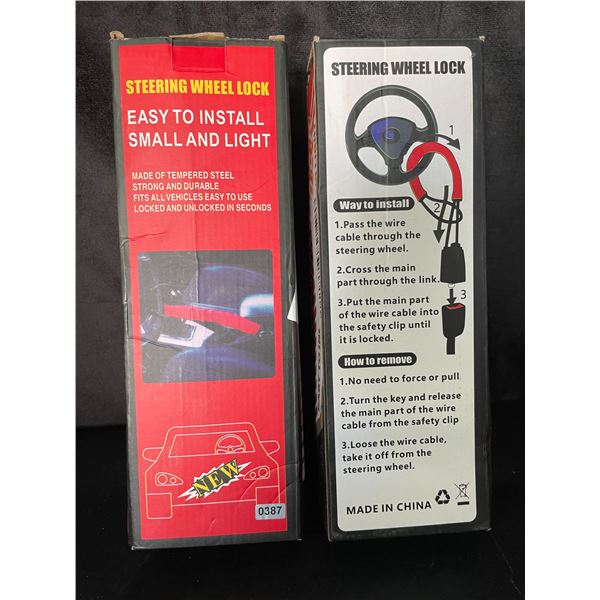 STEERING WHEEL LOCK
EASY TO INSTALL
SMALL AND LIGHT
MADE OF TEMPERED STEEL
STRONG AND DURABLE
FITS ALL VEHICLES EASY TO USE
LOCKED AND UNLOCKED IN SECONDS
NEW
0387
STEERING WHEEL LOCK
1
Way to install
2
1.Pass the wire
cable through the
steering wheel.
2.Cross the main
part through the link.
3
3.Put the main part
of the wire cable into
the safety clip until
it is locked.
How to remove
1.No need to force or pull
2.Turn the key and release
the main part of the wire
cable from the safety clip
3.Loose the wire cable,
take it off from the
steering wheel.
MADE IN CHINA